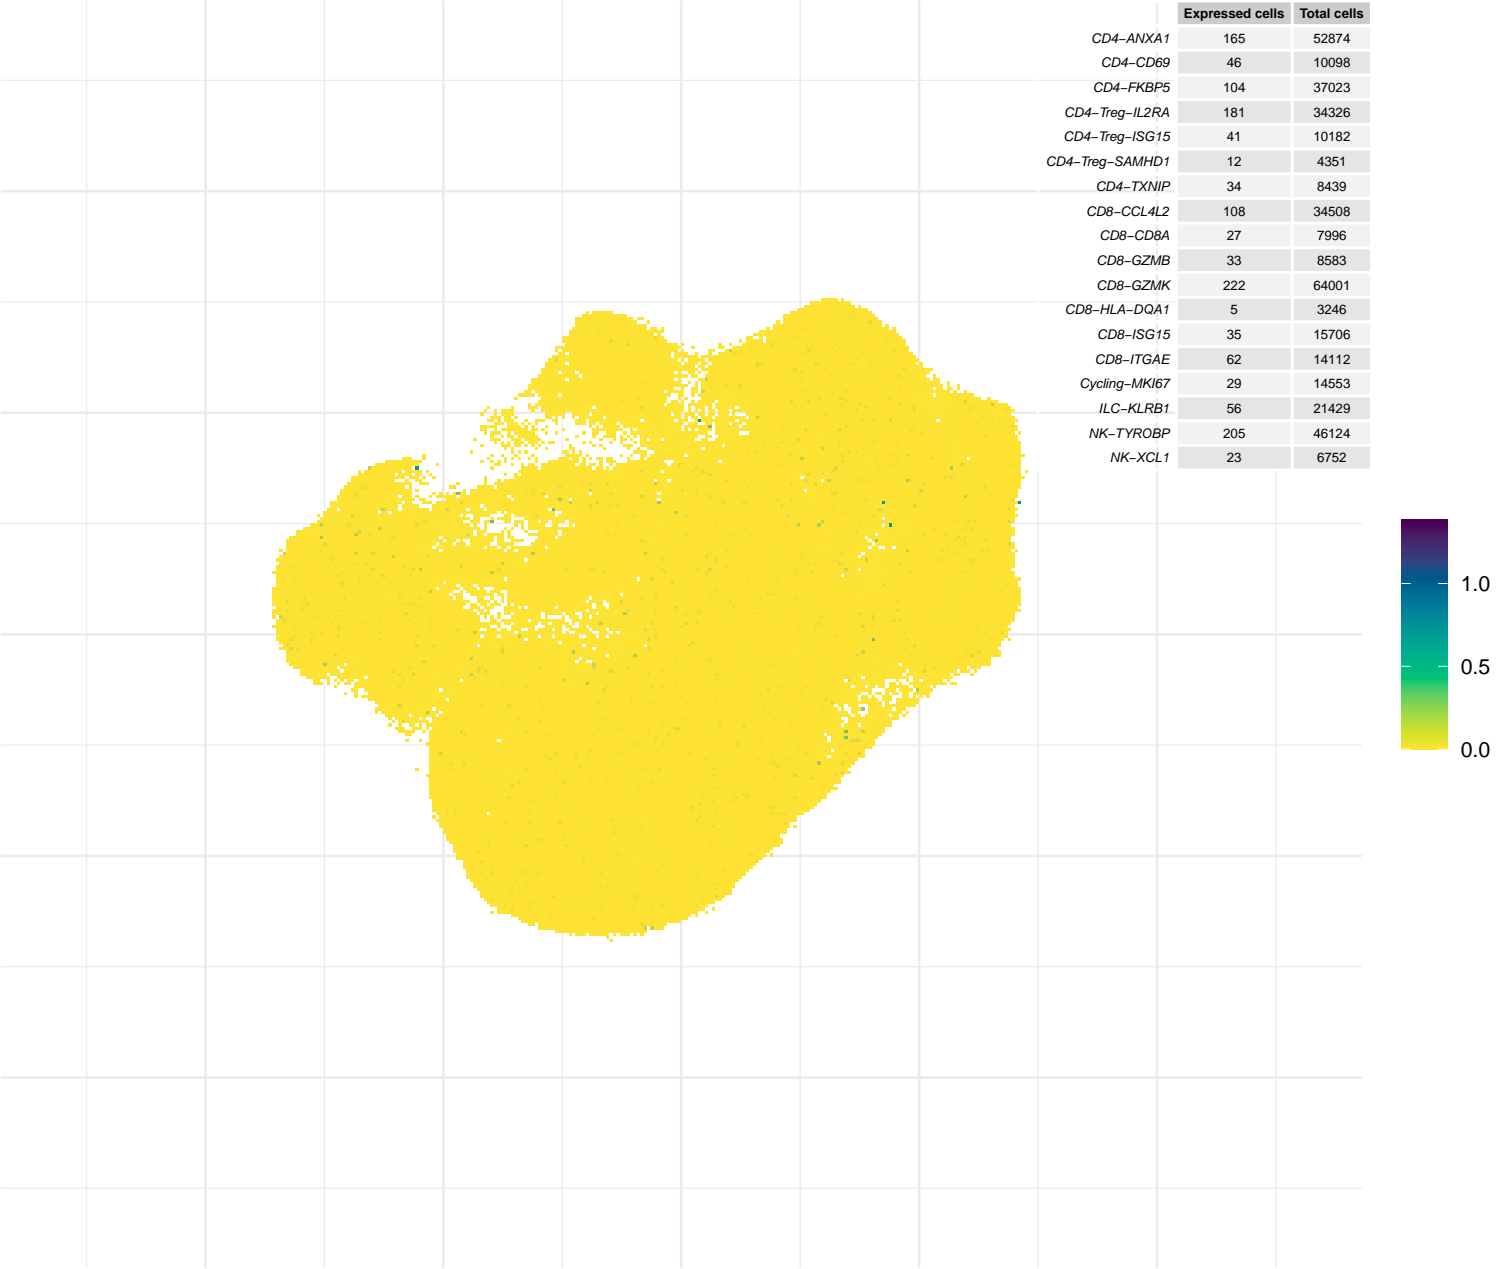 Expressed cells Total cells
CD4−ANXA1 165 52874
CD4−CD69 46 10098
CD4−FKBP5 104 37023
CD4−Treg−IL2RA 181 34326
CD4−Treg−ISG15 41 10182
CD4−Treg−SAMHD1 12 4351
CD4−TXNIP 34 8439
CD8−CCL4L2 108 34508
CD8−CD8A 27 7996
CD8−GZMB 33 8583
CD8−GZMK 222 64001
CD8−HLA−DQA1 5 3246
CD8−ISG15 35 15706
CD8−ITGAE 62 14112
Cycling−MKI67 29 14553
ILC−KLRB1 56 21429
NK−TYROBP 205 46124
NK−XCL1 23 6752
1.0
0.5
0.0